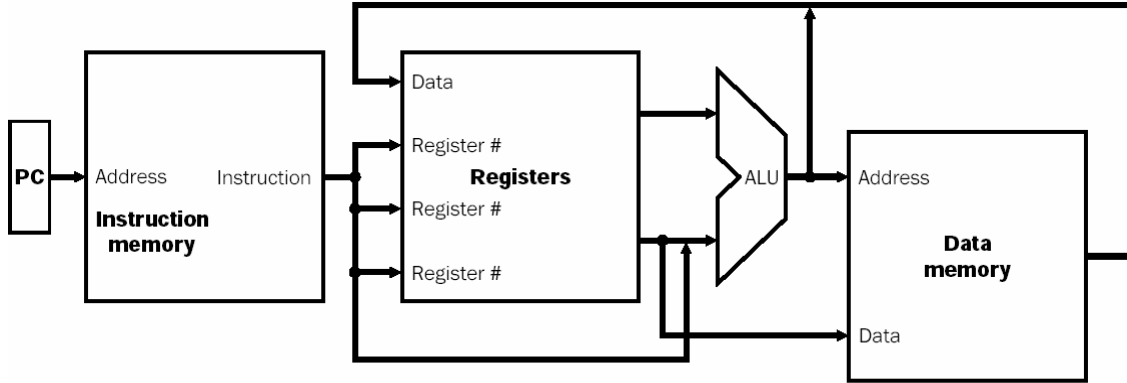 PC
Address
Instruction
Instruction
memory
Data
Register #
Registers
Register #
Register #
ALU
Address
Data
memory
Data